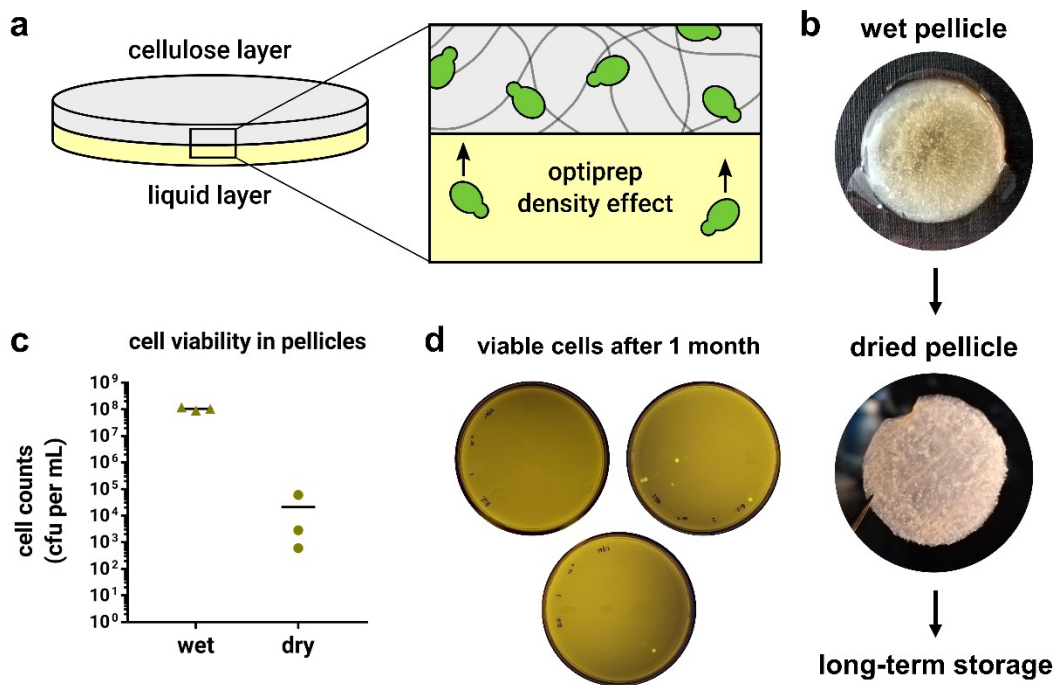 a
cellulose layer
liquid layer
optiprep
density effect
b
wet pellicle
dried pellicle
long-term storage
c
cell viability in pellicles
cell counts
(cfu per mL)
10⁹
10⁸
10⁷
10⁶
10⁵
10⁴
10³
10²
10¹
10⁰
wet
dry
d
viable cells after 1 month